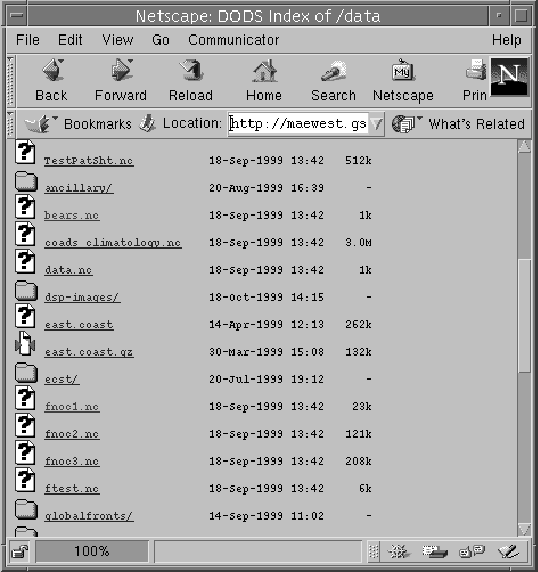 Netscape: DODS Index of /data
File Edit View Go Communicator Help
Back Forward Reload Home Search Netscape Prin
My
N
Bookmarks Location: http://maewest.gs What's Related
TestPatSht.nc 18-Sep-1999 13:42 512k
ancillary/ 20-Aug-1999 16:39 -
bears.nc 18-Sep-1999 13:42 1k
coads_climatology.nc 18-Sep-1999 13:42 3.0M
data.nc 18-Sep-1999 13:42 1k
dsp-images/ 18-Oct-1999 14:15 -
east.coast 14-Apr-1999 12:13 262k
east.coast.gz 30-Mar-1999 15:08 132k
ecst/ 20-Jul-1999 19:12 -
fnoc1.nc 18-Sep-1999 13:42 23k
fnoc2.nc 18-Sep-1999 13:42 121k
fnoc3.nc 18-Sep-1999 13:42 208k
ftest.nc 18-Sep-1999 13:42 6k
globalfronts/ 14-Sep-1999 11:02 -
100%